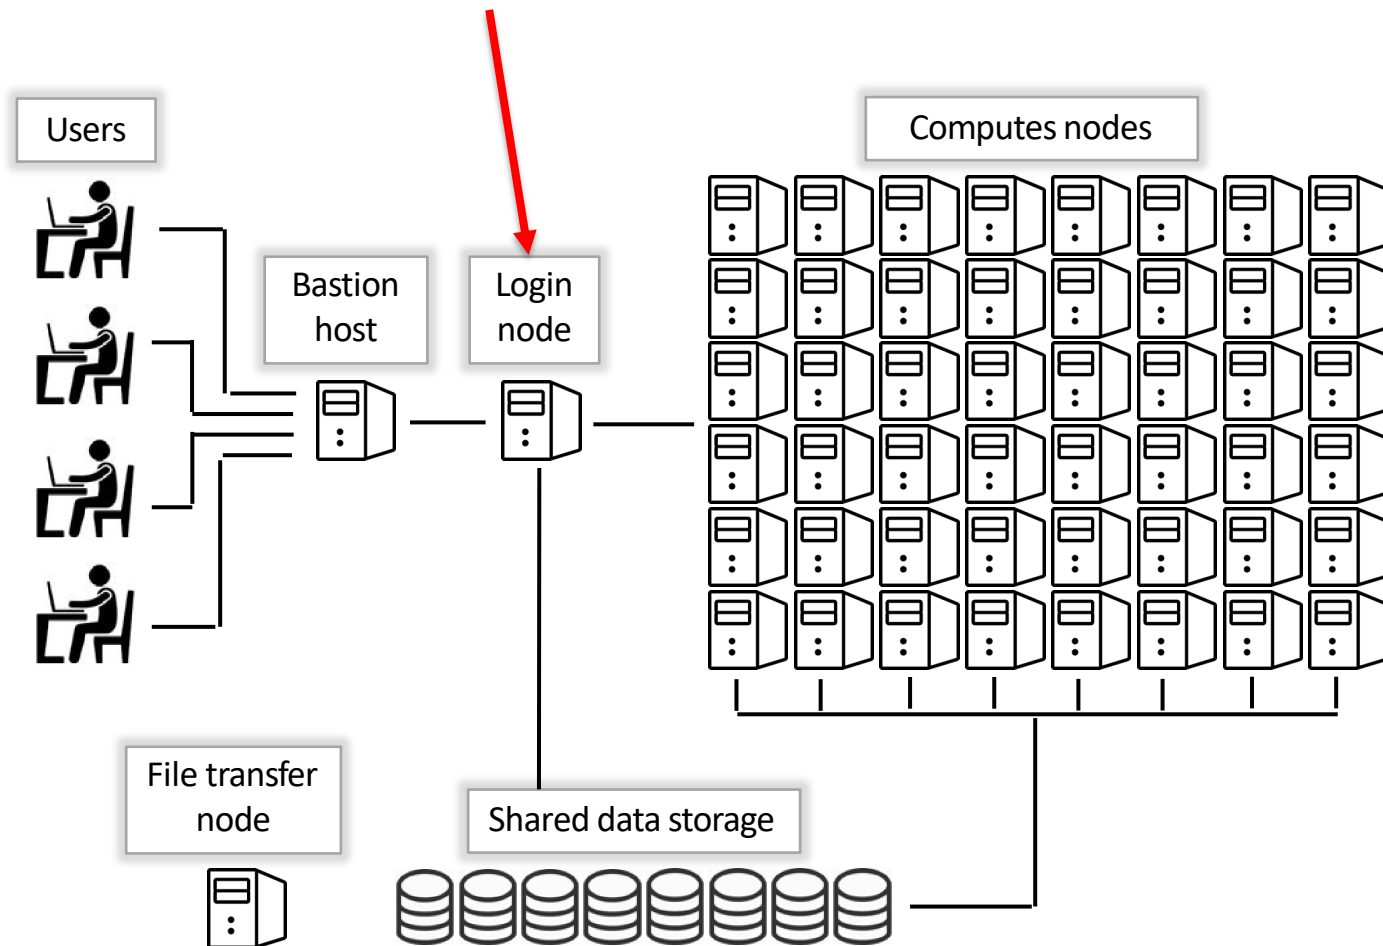 Users
Computes nodes
Bastion
host
Login
node
File transfer
node
Shared data storage